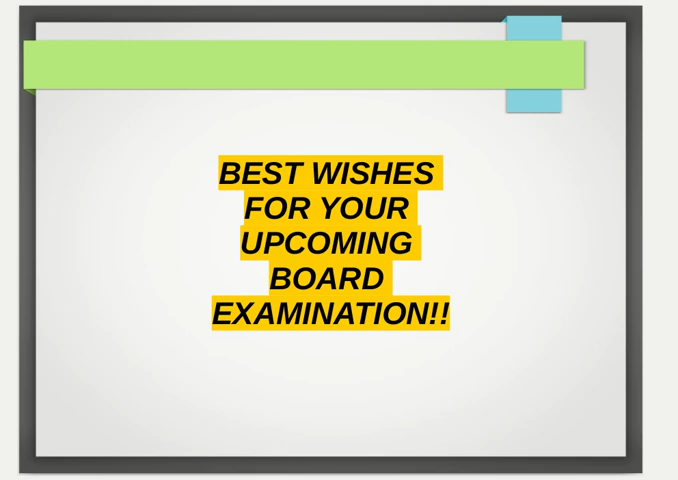 BEST WISHES
FOR YOUR
UPCOMING
BOARD
EXAMINATION!!